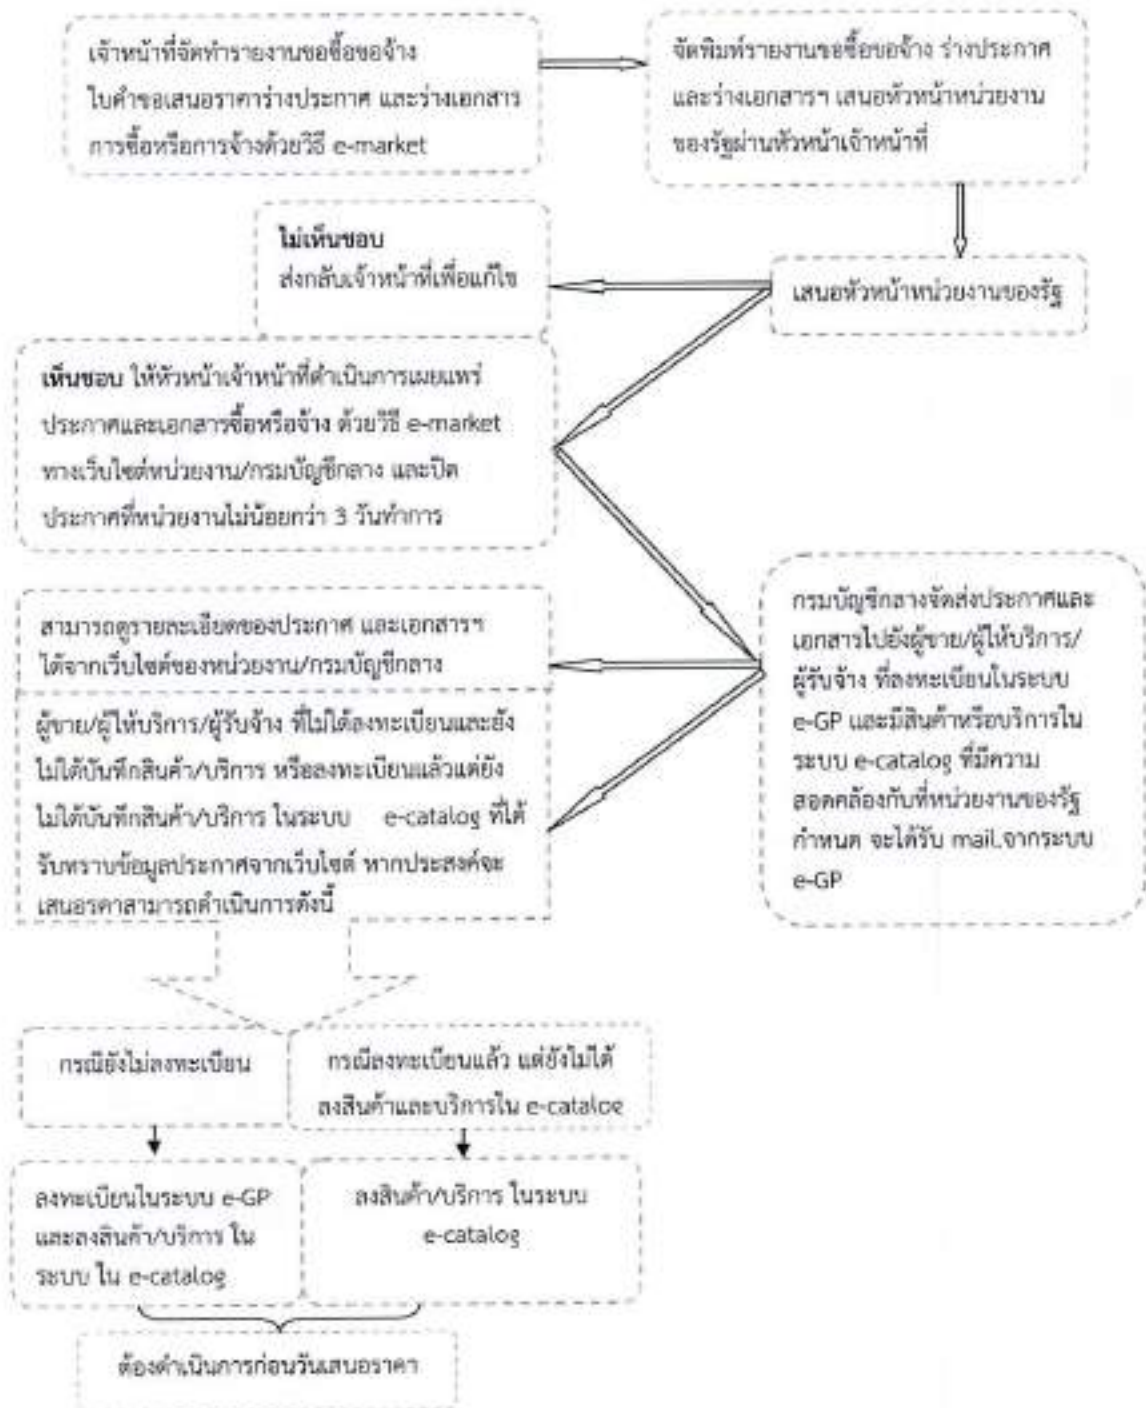 เจ้าหน้าที่จัดทำรายงานขอซื้อขอจ้าง
ใบคำขอเสนอราคาร่างประกาศ และร่างเอกสาร
การซื้อหรือการจ้างด้วยวิธี e-market
จัดพิมพ์รายงานขอซื้อขอจ้าง ร่างประกาศ
และร่างเอกสารฯ เสนอหัวหน้าหน่วยงาน
ของรัฐผ่านหัวหน้าเจ้าหน้าที่
ไม่เห็นชอบ
ส่งกลับเจ้าหน้าที่เพื่อแก้ไข
เสนอหัวหน้าหน่วยงานของรัฐ
เห็นชอบ ให้หัวหน้าเจ้าหน้าที่ดำเนินการเผยแพร่
ประกาศและเอกสารซื้อหรือจ้าง ด้วยวิธี e-market
ทางเว็บไซต์หน่วยงาน/กรมบัญชีกลาง และปิด
ประกาศที่หน่วยงานไม่น้อยกว่า 3 วันทำการ
กรมบัญชีกลางจัดส่งประกาศและ
เอกสารไปยังผู้ขาย/ผู้ให้บริการ/
ผู้รับจ้าง ที่ลงทะเบียนในระบบ
e-GP และมีสินค้าหรือบริการใน
ระบบ e-catalog ที่มีความ
สอดคล้องกับที่หน่วยงานของรัฐ
กำหนด จะได้รับ mail.จากระบบ
e-GP
สามารถดูรายละเอียดของประกาศ และเอกสารฯ
ได้จากเว็บไซต์ของหน่วยงาน/กรมบัญชีกลาง
ผู้ขาย/ผู้ให้บริการ/ผู้รับจ้าง ที่ไม่ได้ลงทะเบียนและยัง
ไม่ได้บันทึกสินค้า/บริการ หรือลงทะเบียนแล้วแต่ยัง
ไม่ได้บันทึกสินค้า/บริการ ในระบบ e-catalog ที่ได้
รับทราบข้อมูลประกาศจากเว็บไซต์ หากประสงค์จะ
เสนอรคาสามารถดำเนินการดังนี้
กรณียังไม่ลงทะเบียน
กรณีลงทะเบียนแล้ว แต่ยังไม่ได้
ลงสินค้าและบริการใน e-catalog
ลงทะเบียนในระบบ e-GP
และลงสินค้า/บริการ ใน
ระบบ ใน e-catalog
ลงสินค้า/บริการ ในระบบ
e-catalog
ต้องดำเนินการก่อนวันเสนอราคา